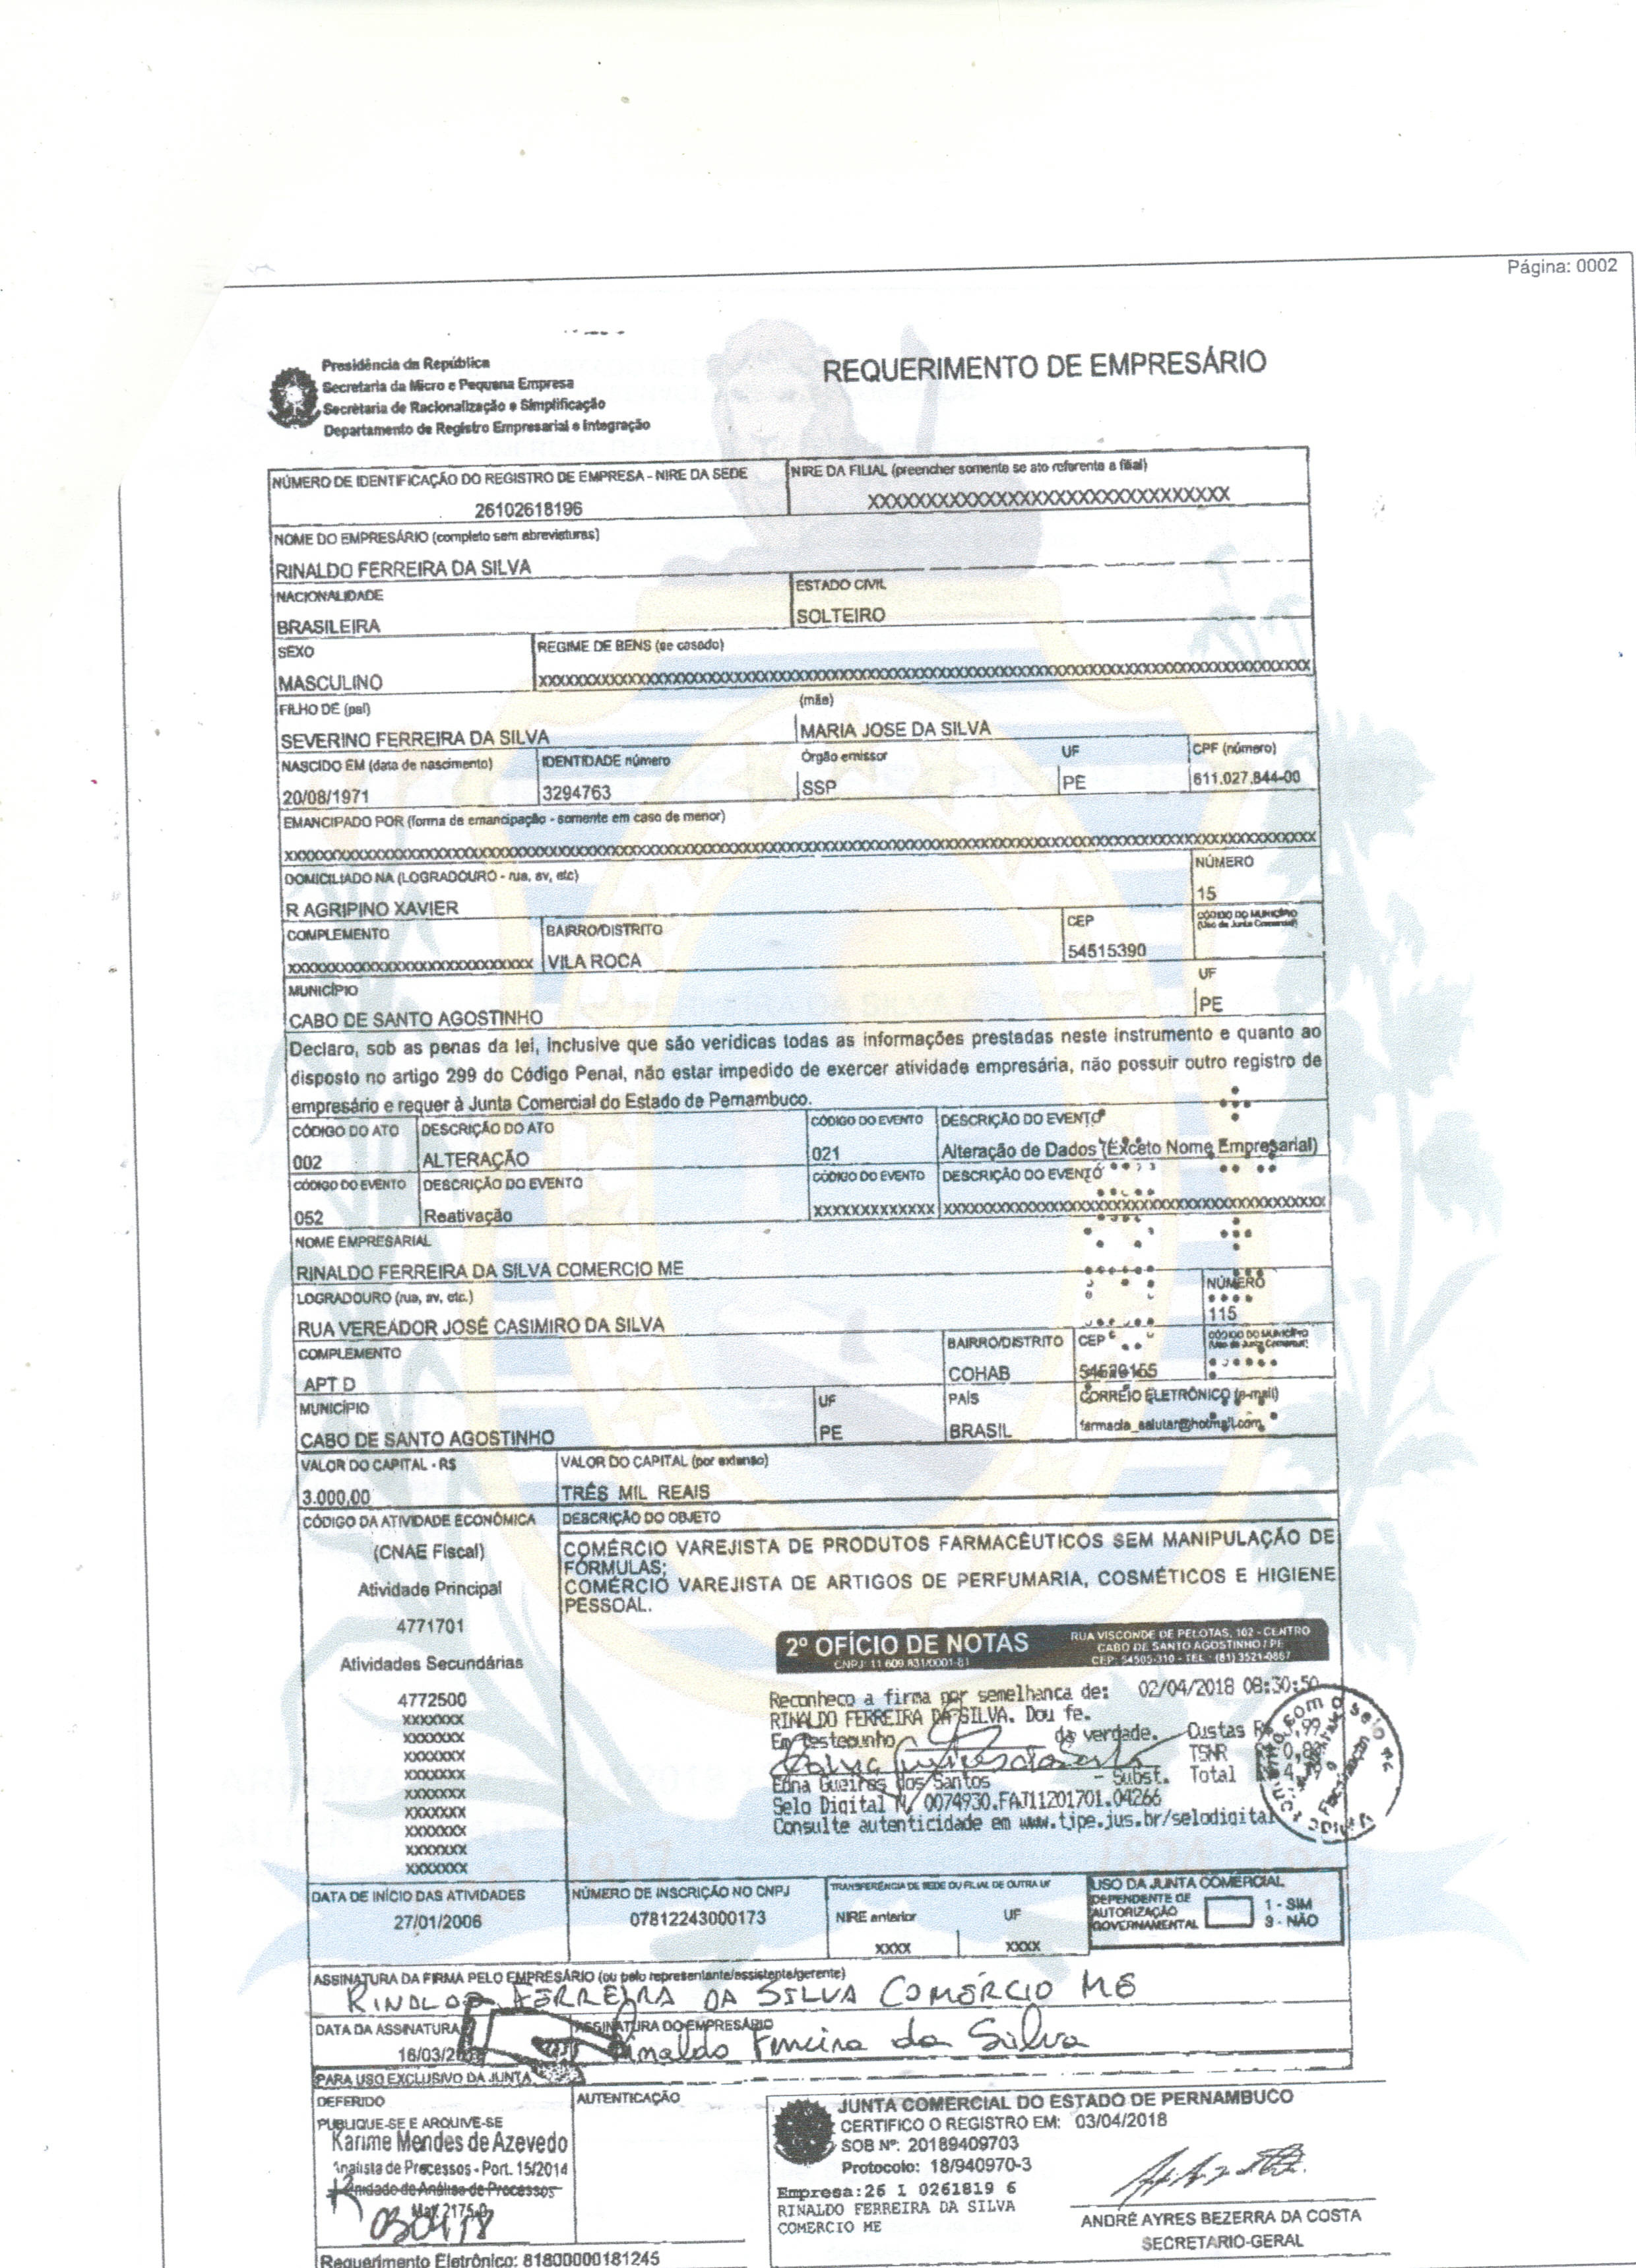 Página: 0002
Presidência da República
Secretaria da Micro e Pequena Empresa
Secretaria de Racionalização e Simplificação
Departamento de Registro Empresarial e Integração
REQUERIMENTO DE EMPRESÁRIO
NÚMERO DE IDENTIFICAÇÃO DO REGISTRO DE EMPRESA - NIRE DA SEDE
NIRE DA FILIAL (preencher somente se ato referente a filial)
26102618196
XXXXXXXXXXXXXXXXXXXXXXXXXXXXXXX
NOME DO EMPRESÁRIO (completo sem abreviaturas)
RINALDO FERREIRA DA SILVA
NACIONALIDADE
ESTADO CIVIL
BRASILEIRA
SOLTEIRO
SEXO
REGIME DE BENS (se casado)
MASCULINO
FILHO DE (pai)
(mãe)
SEVERINO FERREIRA DA SILVA
MARIA JOSE DA SILVA
NASCIDO EM (data de nascimento)
IDENTIDADE número
Órgão emissor
UF
CPF (número)
20/08/1971
3294763
SSP
PE
611.027.844-00
EMANCIPADO POR (forma de emancipação - somente em caso de menor)
DOMICILIADO NA (LOGRADOURO - rua, av, etc)
NÚMERO
R AGRIPINO XAVIER
15
COMPLEMENTO
BAIRRO/DISTRITO
CEP
CÓDIGO DO MUNICÍPIO
(Uso da Junta Comercial)
XXXXXXXXXXXXXXXXXXXXXXXXXXXX
VILA ROCA
54515390
MUNICÍPIO
UF
CABO DE SANTO AGOSTINHO
PE
Declaro, sob as penas da lei, inclusive que são verídicas todas as informações prestadas neste instrumento e quanto ao
disposto no artigo 299 do Código Penal, não estar impedido de exercer atividade empresária, não possuir outro registro de
empresário e requer à Junta Comercial do Estado de Pernambuco.
CÓDIGO DO ATO
DESCRIÇÃO DO ATO
CÓDIGO DO EVENTO
DESCRIÇÃO DO EVENTO
002
ALTERAÇÃO
021
Alteração de Dados (Exceto Nome Empresarial)
CÓDIGO DO EVENTO
DESCRIÇÃO DO EVENTO
CÓDIGO DO EVENTO
DESCRIÇÃO DO EVENTO
052
Reativação
XXXXXXXXXXXXX
NOME EMPRESARIAL
RINALDO FERREIRA DA SILVA COMERCIO ME
LOGRADOURO (rua, av, etc.)
NÚMERO
RUA VEREADOR JOSÉ CASIMIRO DA SILVA
115
COMPLEMENTO
BAIRRO/DISTRITO
CEP
CÓDIGO DO MUNICÍPIO
(Uso da Junta Comercial)
APT D
COHAB
MUNICÍPIO
UF
PAÍS
CORREIO ELETRÔNICO (e-mail)
CABO DE SANTO AGOSTINHO
PE
BRASIL
farmacia_salutar@hotmail.com
VALOR DO CAPITAL - R$
VALOR DO CAPITAL (por extenso)
3.000,00
TRÊS MIL REAIS
CÓDIGO DA ATIVIDADE ECONÔMICA
DESCRIÇÃO DO OBJETO
(CNAE Fiscal)
Atividade Principal
4771701
Atividades Secundárias
4772500
XXXXXXX
XXXXXXX
XXXXXXX
XXXXXXX
XXXXXXX
XXXXXXX
XXXXXXX
XXXXXXX
XXXXXXX
COMÉRCIO VAREJISTA DE PRODUTOS FARMACÊUTICOS SEM MANIPULAÇÃO DE
FÓRMULAS;
COMÉRCIO VAREJISTA DE ARTIGOS DE PERFUMARIA, COSMÉTICOS E HIGIENE
PESSOAL.
2º OFÍCIO DE NOTAS
CNPJ: 11 609 831/0001-81
RUA VISCONDE DE PELOTAS, 102 - CENTRO
CABO DE SANTO AGOSTINHO / PE
CEP: 54505-310 - TEL - (81) 3521-0867
Reconheco a firma por semelhanca de: 02/04/2018 08:30:50
RINALDO FERREIRA DA SILVA. Dou fe.
Em testemunho da verdade. Custas R$
TSNR
Edna Gueiros dos Santos - Subst. Total
Selo Digital N. 0074930.FAJ11201701.04266
Consulte autenticidade em www.tjpe.jus.br/selodigital
DATA DE INÍCIO DAS ATIVIDADES
NÚMERO DE INSCRIÇÃO NO CNPJ
TRANSFERÊNCIA DE SEDE OU FILIAL DE OUTRA UF
USO DA JUNTA COMERCIAL
27/01/2006
07812243000173
NIRE anterior
UF
XXXX
XXXX
DEPENDENTE DE
AUTORIZAÇÃO
GOVERNAMENTAL
1 - SIM
3 - NÃO
ASSINATURA DA FIRMA PELO EMPRESÁRIO (ou pelo representante/assistente/gerente)
RINALDO FERREIRA DA SILVA COMÉRCIO ME
DATA DA ASSINATURA
ASSINATURA DO EMPRESÁRIO
16/03/
Rinaldo Ferreira da Silva
PARA USO EXCLUSIVO DA JUNTA
DEFERIDO
PUBLIQUE-SE E ARQUIVE-SE
Karime Mendes de Azevedo
Analista de Processos - Port. 15/2014
Unidade de Análise de Processos
Mat. 2175-0
03/04/18
AUTENTICAÇÃO
JUNTA COMERCIAL DO ESTADO DE PERNAMBUCO
CERTIFICO O REGISTRO EM: 03/04/2018
SOB Nº: 20189409703
Protocolo: 18/940970-3
Empresa:26 1 0261819 6
RINALDO FERREIRA DA SILVA
COMERCIO ME
ANDRÉ AYRES BEZERRA DA COSTA
SECRETARIO-GERAL
Requerimento Eletrônico: 81800000181245